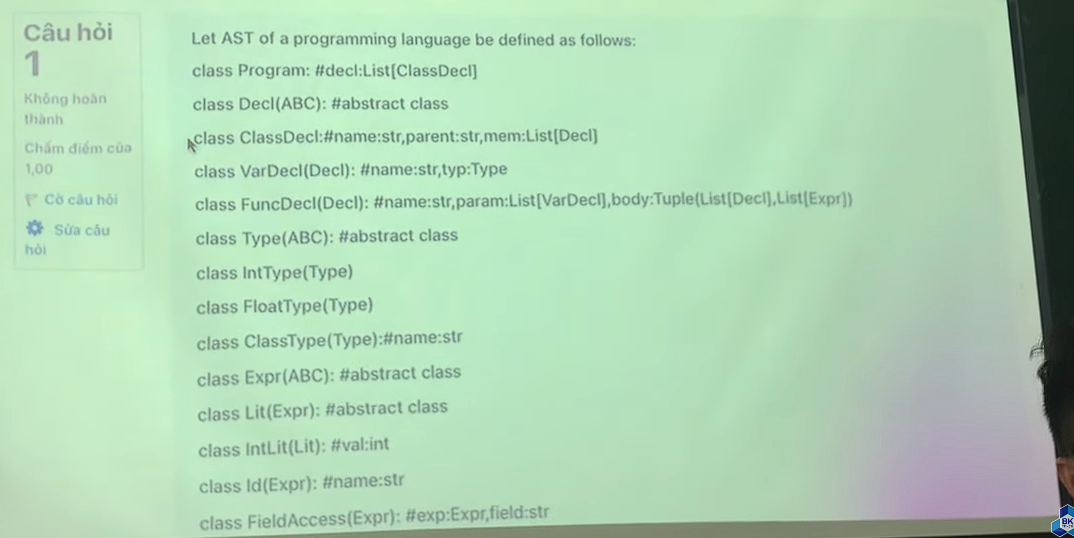 Câu hỏi
1
Không hoàn
thành
Chấm điểm của
1,00
Cờ câu hỏi
Sửa câu
hỏi
Let AST of a programming language be defined as follows:
class Program: #decl:List[ClassDecl]
class Decl(ABC): #abstract class
class ClassDecl:#name:str,parent:str,mem:List[Decl]
class VarDecl(Decl): #name:str,typ:Type
class FuncDecl(Decl): #name:str,param:List[VarDecl],body:Tuple(List[Decl],List[Expr])
class Type(ABC): #abstract class
class IntType(Type)
class FloatType(Type)
class ClassType(Type):#name:str
class Expr(ABC): #abstract class
class Lit(Expr): #abstract class
class IntLit(Lit): #val:int
class Id(Expr): #name:str
class FieldAccess(Expr): #exp:Expr,field:str
BK